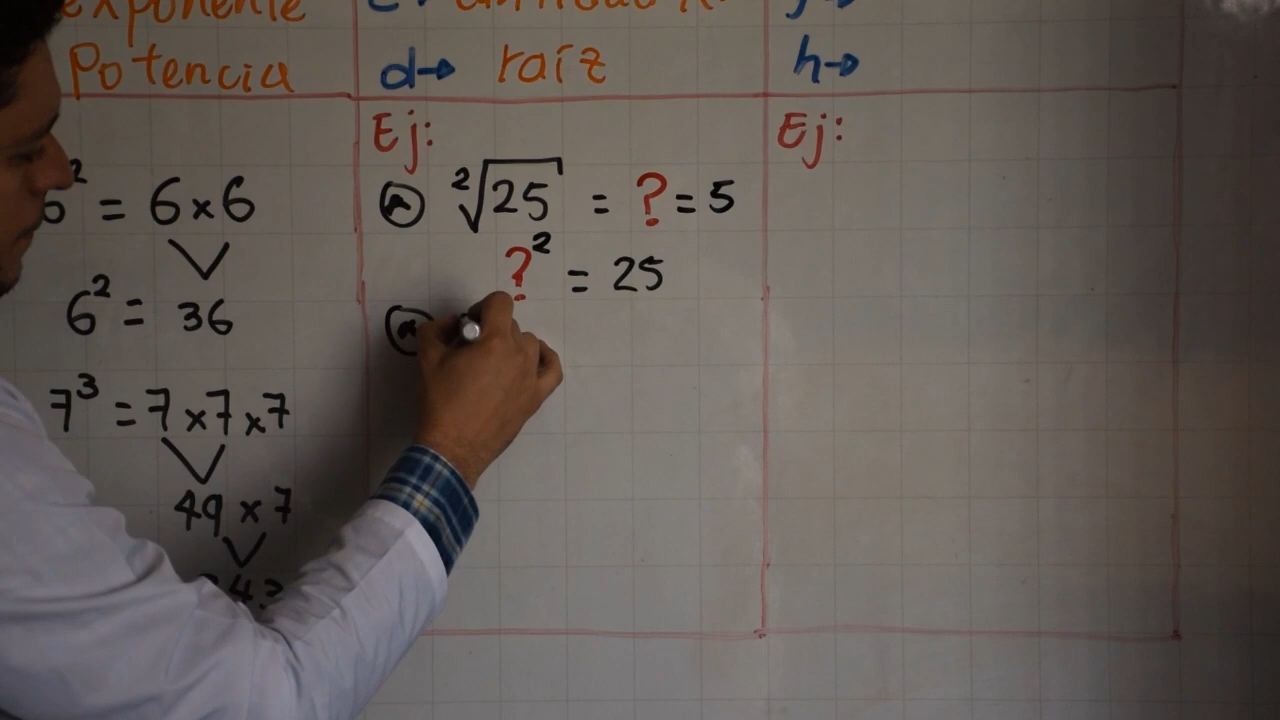 exponente
Potencia
6² = 6×6
6² = 36
7³ = 7×7×7
49 × 7
d→ raíz
Ej:
²√25 = ? = 5
?² = 25
h→
Ej: